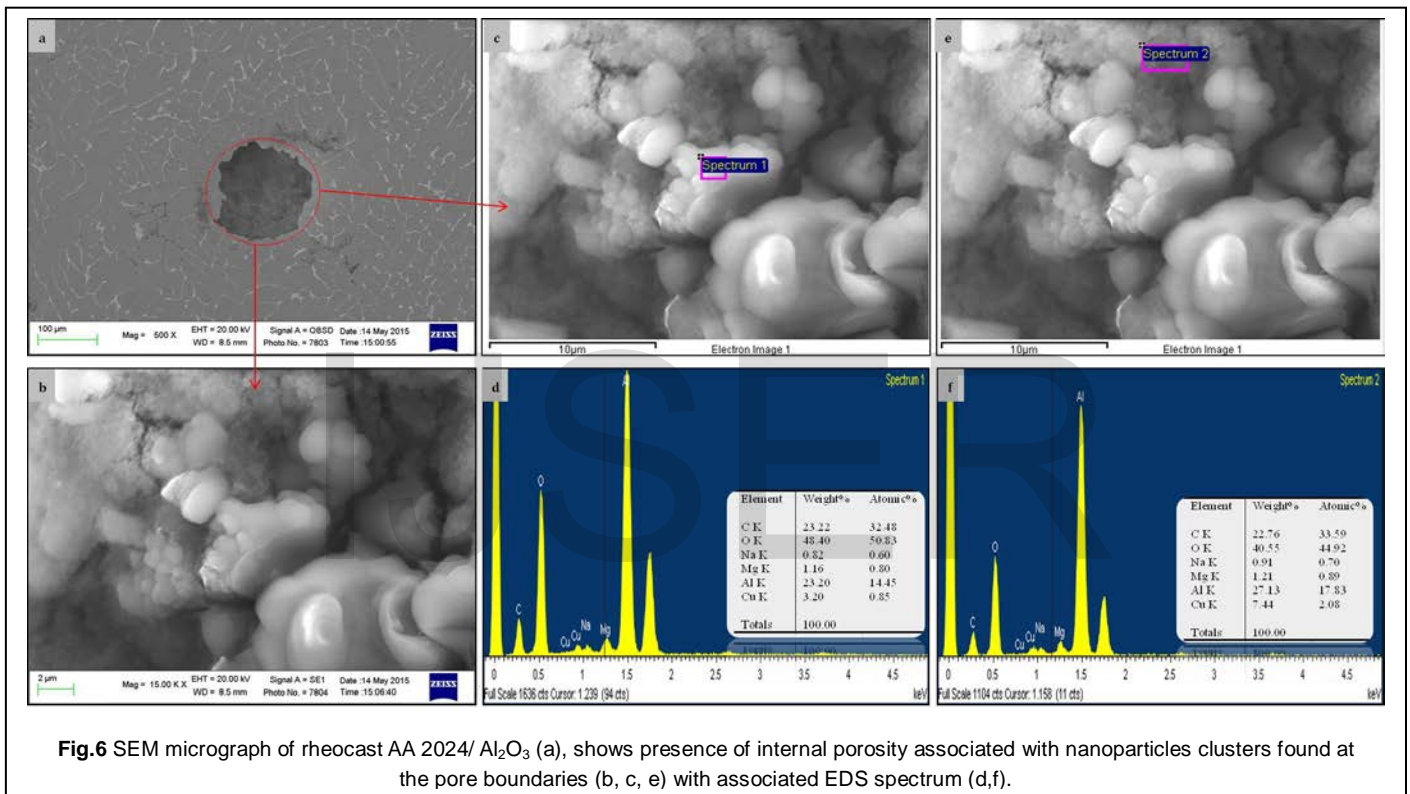 a
100 µm
Mag = 500 X
EHT = 20.00 kV
WD = 8.5 mm
Signal A = QBSD
Photo No. = 7803
Date :14 May 2015
Time :15:00:55
ZEISS
c
Spectrum 1
10µm
Electron Image 1
e
Spectrum 2
10µm
Electron Image 1
b
2 µm
Mag = 15.00 K X
EHT = 20.00 kV
WD = 8.5 mm
Signal A = SE1
Photo No. = 7804
Date :14 May 2015
Time :15:06:40
ZEISS
d
Spectrum 1
C
O
Cu
Cu
Na
Mg
Al
Element Weight% Atomic%
C K 23.22 32.48
O K 48.40 50.83
Na K 0.82 0.60
Mg K 1.16 0.80
Al K 23.20 14.45
Cu K 3.20 0.85
Totals 100.00
0 0.5 1 1.5 2 2.5 3 3.5 4 4.5
Full Scale 1636 cts Cursor: 1.239 (94 cts) keV
f
Spectrum 2
C
O
Cu
Cu
Na
Mg
Al
Element Weight% Atomic%
C K 22.76 33.59
O K 40.55 44.92
Na K 0.91 0.70
Mg K 1.21 0.89
Al K 27.13 17.83
Cu K 7.44 2.08
Totals 100.00
0 0.5 1 1.5 2 2.5 3 3.5 4 4.5
Full Scale 1104 cts Cursor: 1.158 (11 cts) keV
IJSER
Fig.6 SEM micrograph of rheocast AA 2024/ Al₂O₃ (a), shows presence of internal porosity associated with nanoparticles clusters found at
the pore boundaries (b, c, e) with associated EDS spectrum (d,f).